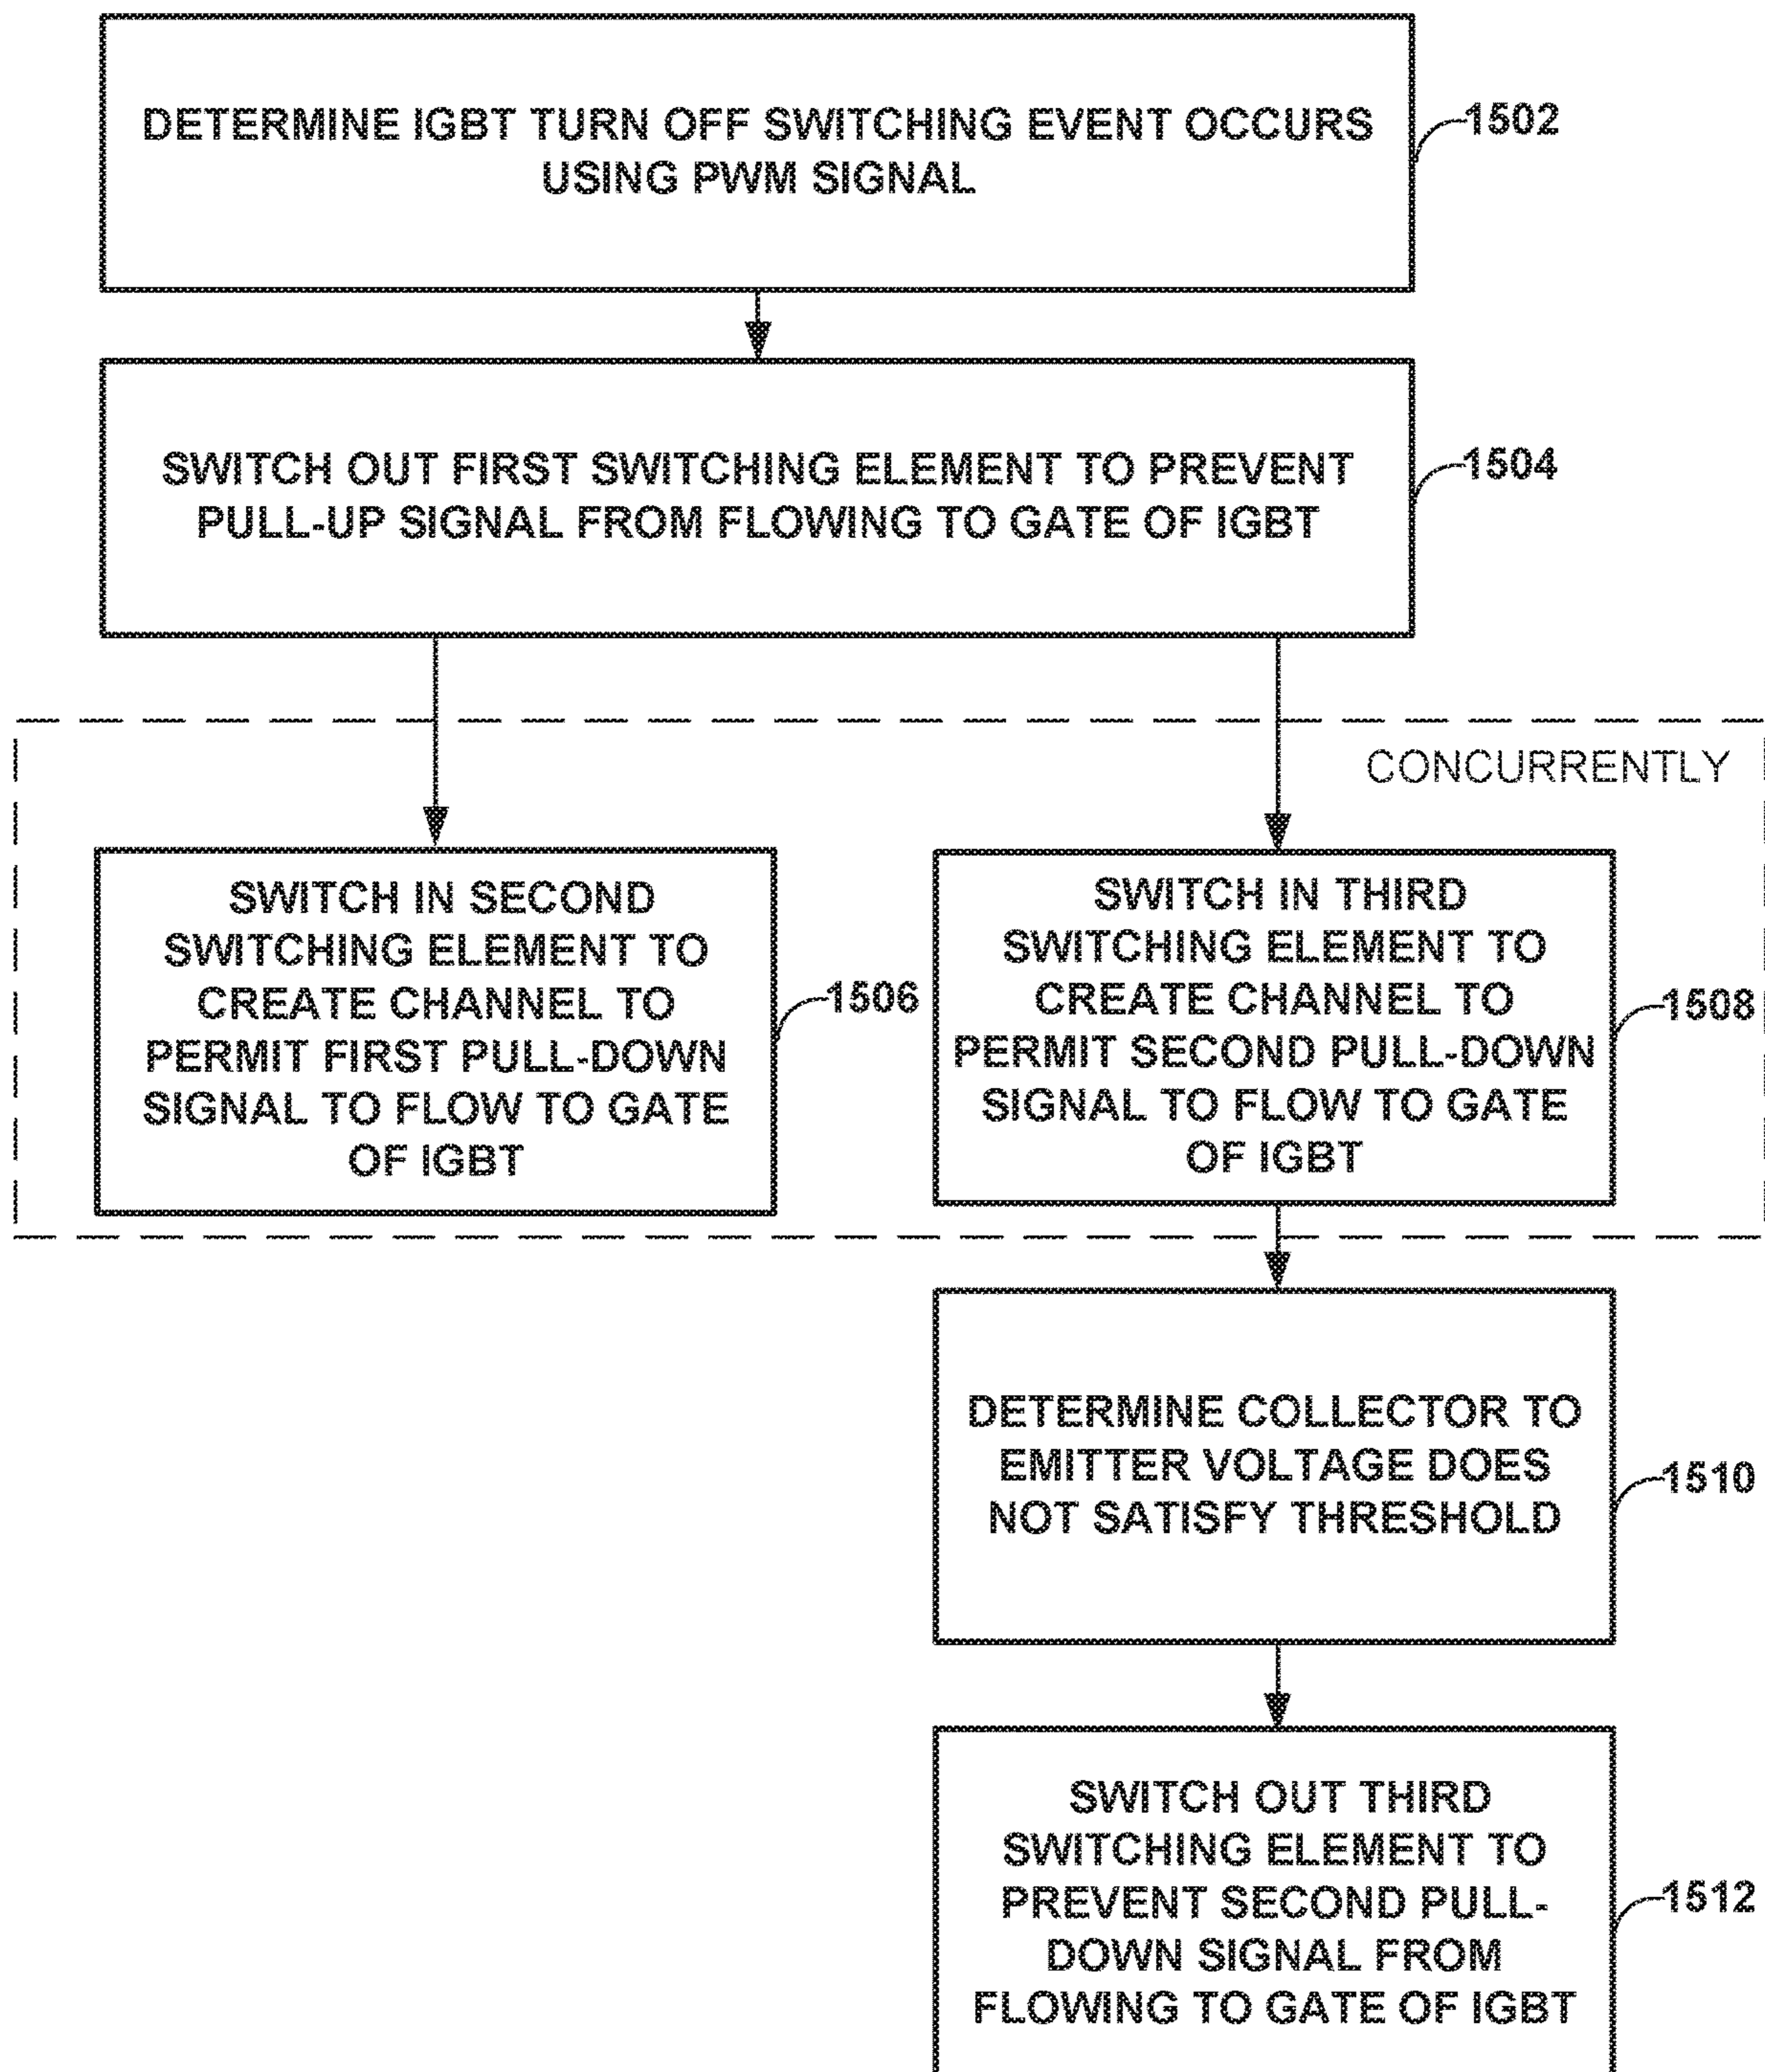 DETERMINE IGBT TURN OFF SWITCHING EVENT OCCURS
USING PWM SIGNAL
1502
SWITCH OUT FIRST SWITCHING ELEMENT TO PREVENT
PULL-UP SIGNAL FROM FLOWING TO GATE OF IGBT
1504
CONCURRENTLY
SWITCH IN SECOND
SWITCHING ELEMENT TO
CREATE CHANNEL TO
PERMIT FIRST PULL-DOWN
SIGNAL TO FLOW TO GATE
OF IGBT
1506
SWITCH IN THIRD
SWITCHING ELEMENT TO
CREATE CHANNEL TO
PERMIT SECOND PULL-DOWN
SIGNAL TO FLOW TO GATE
OF IGBT
1508
DETERMINE COLLECTOR TO
EMITTER VOLTAGE DOES
NOT SATISFY THRESHOLD
1510
SWITCH OUT THIRD
SWITCHING ELEMENT TO
PREVENT SECOND PULL-
DOWN SIGNAL FROM
FLOWING TO GATE OF IGBT
1512